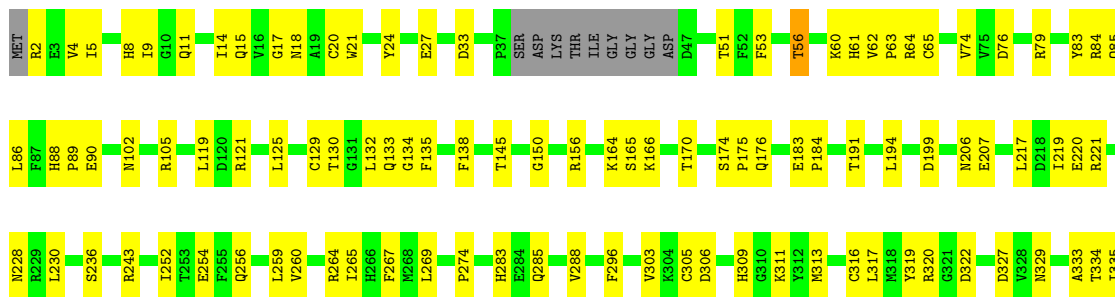 MET R2 E3 V4 I5 H8 I9 G10 Q11 I14 Q15 V16 G17 N18 A19 C20 W21 Y24 E27 D33 P37 SER ASP LYS THR ILE GLY GLY GLY ASP D47 T51 F52 F53 T56 K60 H61 V62 P63 R64 C65 V74 V75 D76 R79 Y83 R84 Q85
L86 F87 H88 P89 E90 N102 R105 L119 D120 R121 L125 C129 T130 G131 L132 Q133 G134 F135 F138 T145 G150 R156 K164 S165 K166 T170 S174 P175 Q176 E183 P184 T191 L194 D199 N206 E207 L217 D218 I219 E220 R221
N228 R229 L230 S236 R243 I252 T253 E254 F255 Q256 L259 V260 R264 I265 H266 F267 M268 L269 P274 H283 E284 Q285 V288 F296 V303 K304 C305 D306 H309 G310 K311 Y312 M313 C316 L317 M318 Y319 R320 G321 D322 D327 V328 N329 A333 T334